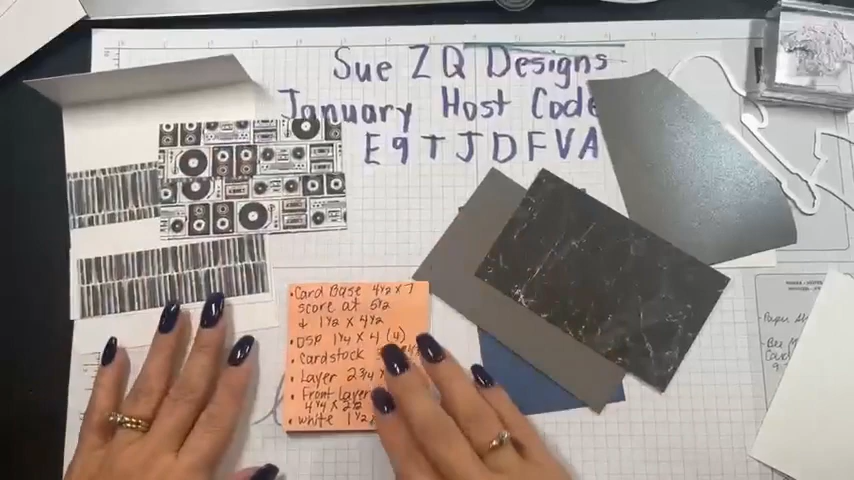 Sue Z Q Designs
January Host Code
E9TJDFVA
• Card Base 4½ x 7
score at 5½
& 1½ x 4½
• DSP 1¼ x 4 (4)
• Cardstock
• Layer 2¾
• Front Layer
4¼ x 2½
• white 1½